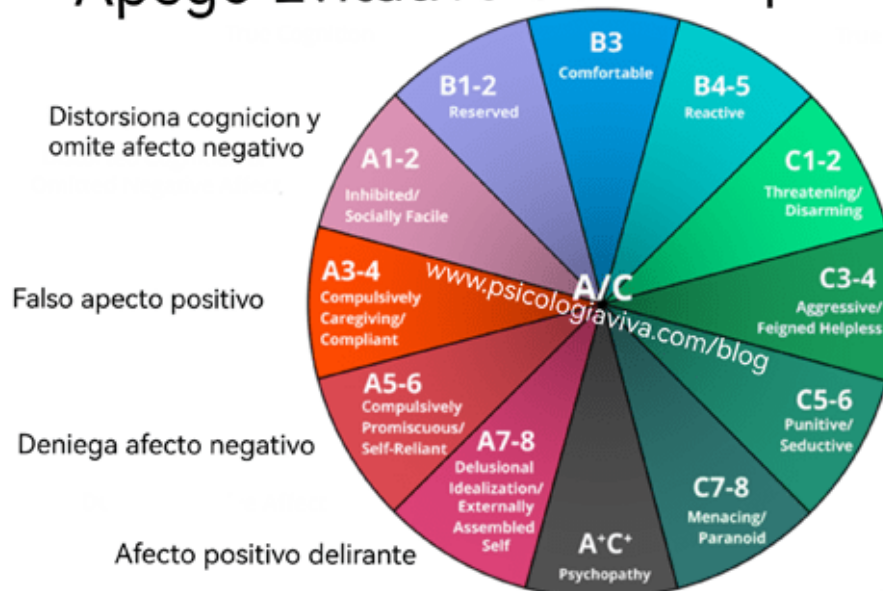 Apego
B3
Comfortable
B1-2
Reserved
B4-5
Reactive
Distorsiona cognicion y
omite afecto negativo
A1-2
Inhibited/
Socially Facile
C1-2
Threatening/
Disarming
Falso apecto positivo
A3-4
Compulsively
Caregiving/
Compliant
A/C
www.psicologiaviva.com/blog
C3-4
Aggressive/
Feigned Helpless
Deniega afecto negativo
A5-6
Compulsively
Promiscuous/
Self-Reliant
C5-6
Punitive/
Seductive
A7-8
Delusional
Idealization/
Externally
Assembled
Self
C7-8
Menacing/
Paranoid
Afecto positivo delirante
A⁺C⁺
Psychopathy